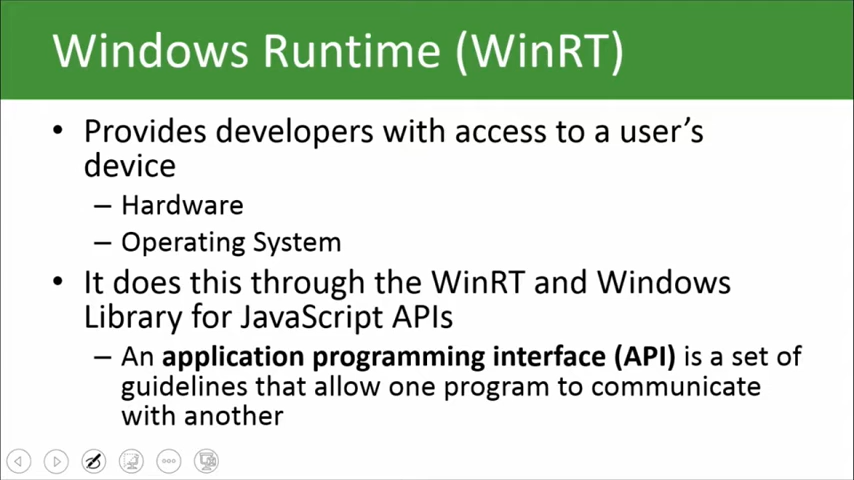 Windows Runtime (WinRT)
• Provides developers with access to a user's
device
– Hardware
– Operating System
• It does this through the WinRT and Windows
Library for JavaScript APIs
– An application programming interface (API) is a set of
guidelines that allow one program to communicate
with another